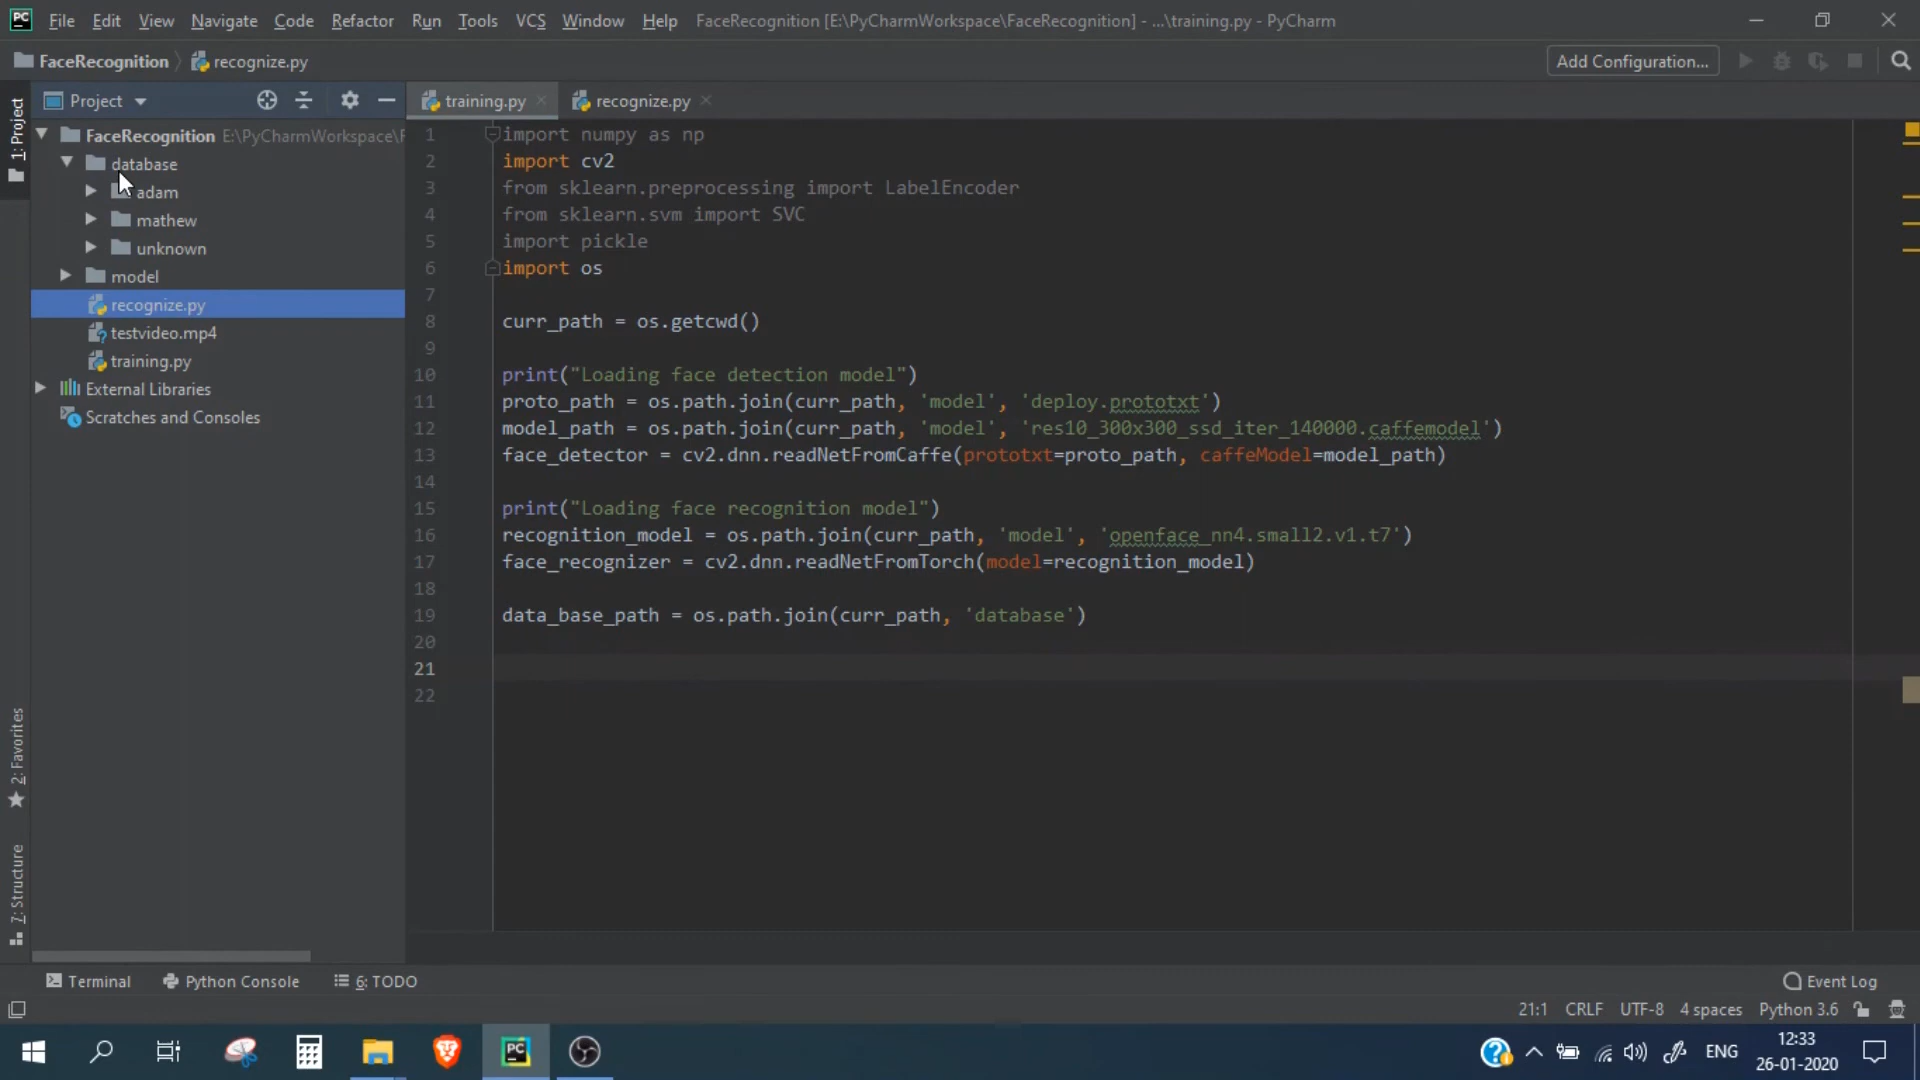 PC File Edit View Navigate Code Refactor Run Tools VCS Window Help FaceRecognition [E:\PyCharmWorkspace\FaceRecognition] - ...\training.py - PyCharm
FaceRecognition recognize.py Add Configuration...
Project training.py recognize.py
1: Project
FaceRecognition E:\PyCharmWorkspace\F
database
adam
mathew
unknown
model
recognize.py
testvideo.mp4
training.py
External Libraries
Scratches and Consoles
2: Favorites
7: Structure
1 import numpy as np
2 import cv2
3 from sklearn.preprocessing import LabelEncoder
4 from sklearn.svm import SVC
5 import pickle
6 import os
7
8 curr_path = os.getcwd()
9
10 print("Loading face detection model")
11 proto_path = os.path.join(curr_path, 'model', 'deploy.prototxt')
12 model_path = os.path.join(curr_path, 'model', 'res10_300x300_ssd_iter_140000.caffemodel')
13 face_detector = cv2.dnn.readNetFromCaffe(prototxt=proto_path, caffeModel=model_path)
14
15 print("Loading face recognition model")
16 recognition_model = os.path.join(curr_path, 'model', 'openface_nn4.small2.v1.t7')
17 face_recognizer = cv2.dnn.readNetFromTorch(model=recognition_model)
18
19 data_base_path = os.path.join(curr_path, 'database')
20
21
22
Terminal Python Console 6: TODO Event Log
21:1 CRLF UTF-8 4 spaces Python 3.6
PC ENG 12:33
26-01-2020